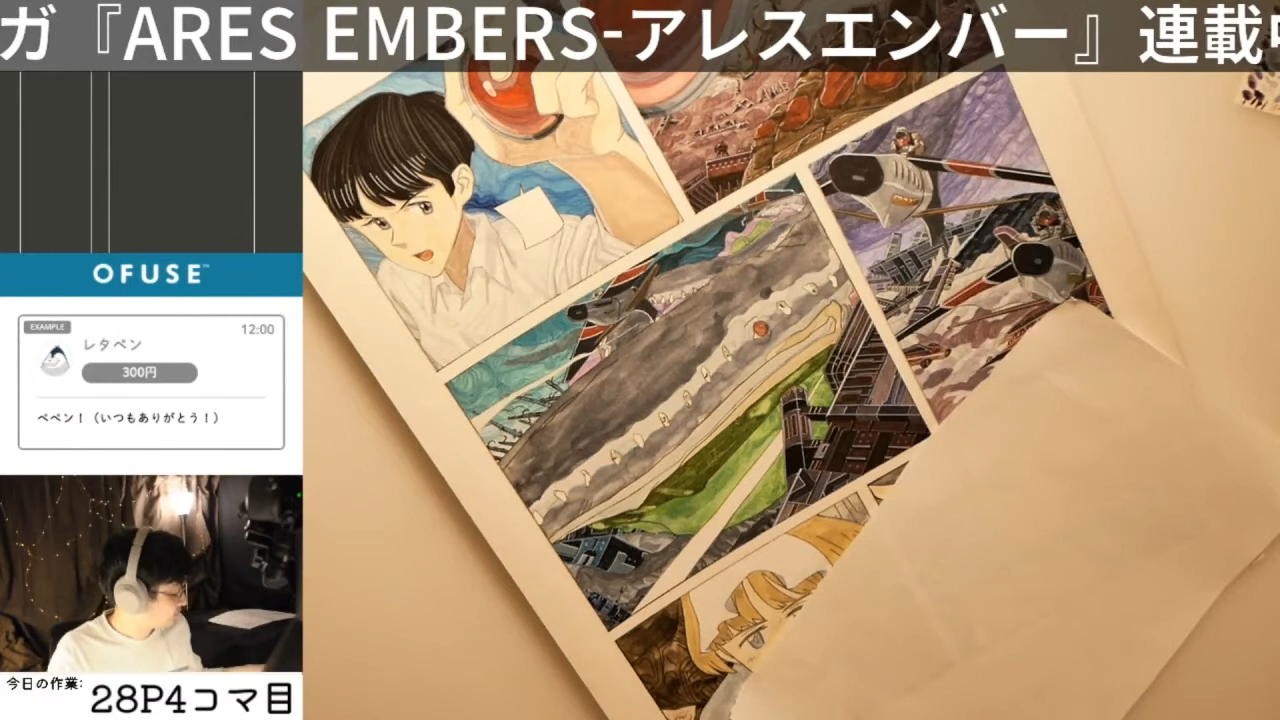 ガ『ARES EMBERS-アレスエンバー』連載
OFUSE
EXAMPLE
12:00
レタペン
300円
ペペン！（いつもありがとう！）
今日の作業:
28P4コマ目